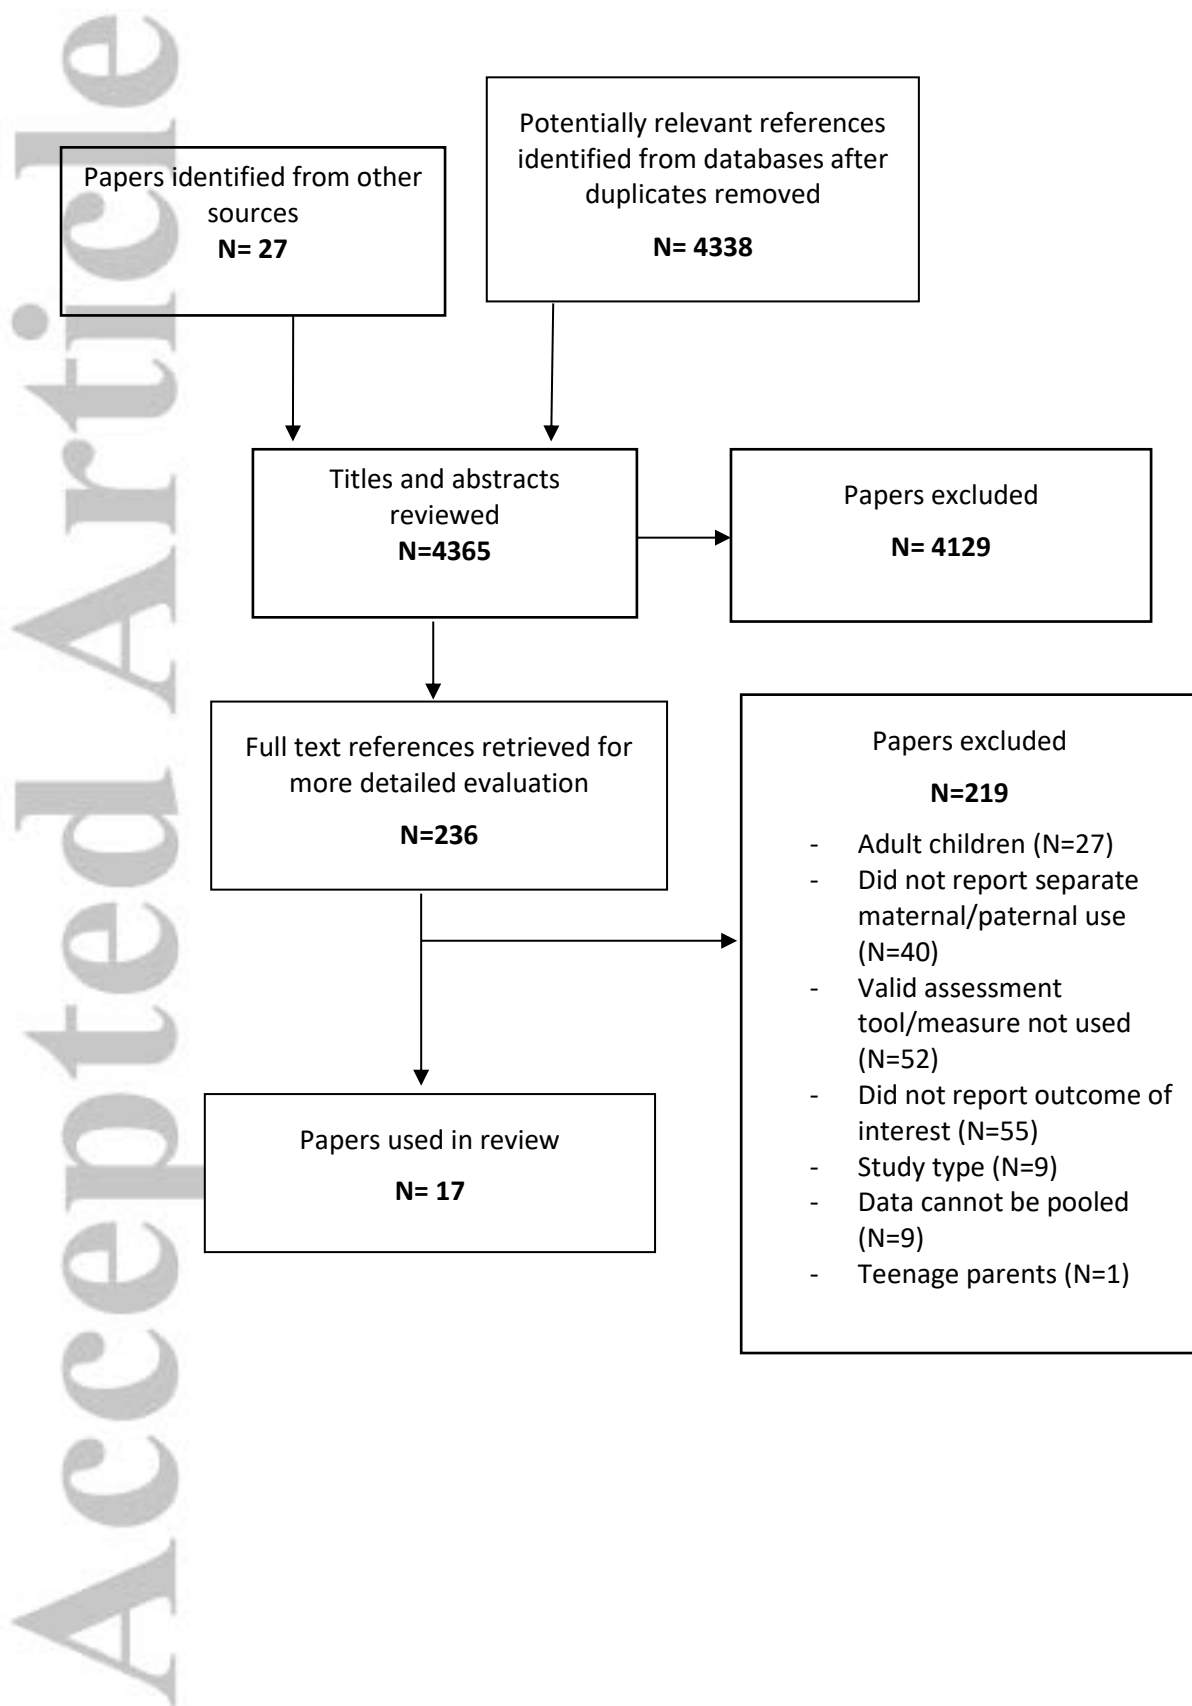 Accepted Article
Papers identified from other
sources
N= 27
Potentially relevant references
identified from databases after
duplicates removed
N= 4338
Titles and abstracts
reviewed
N=4365
Papers excluded
N= 4129
Full text references retrieved for
more detailed evaluation
N=236
Papers excluded
N=219
- Adult children (N=27)
- Did not report separate
maternal/paternal use
(N=40)
- Valid assessment
tool/measure not used
(N=52)
- Did not report outcome of
interest (N=55)
- Study type (N=9)
- Data cannot be pooled
(N=9)
- Teenage parents (N=1)
Papers used in review
N= 17